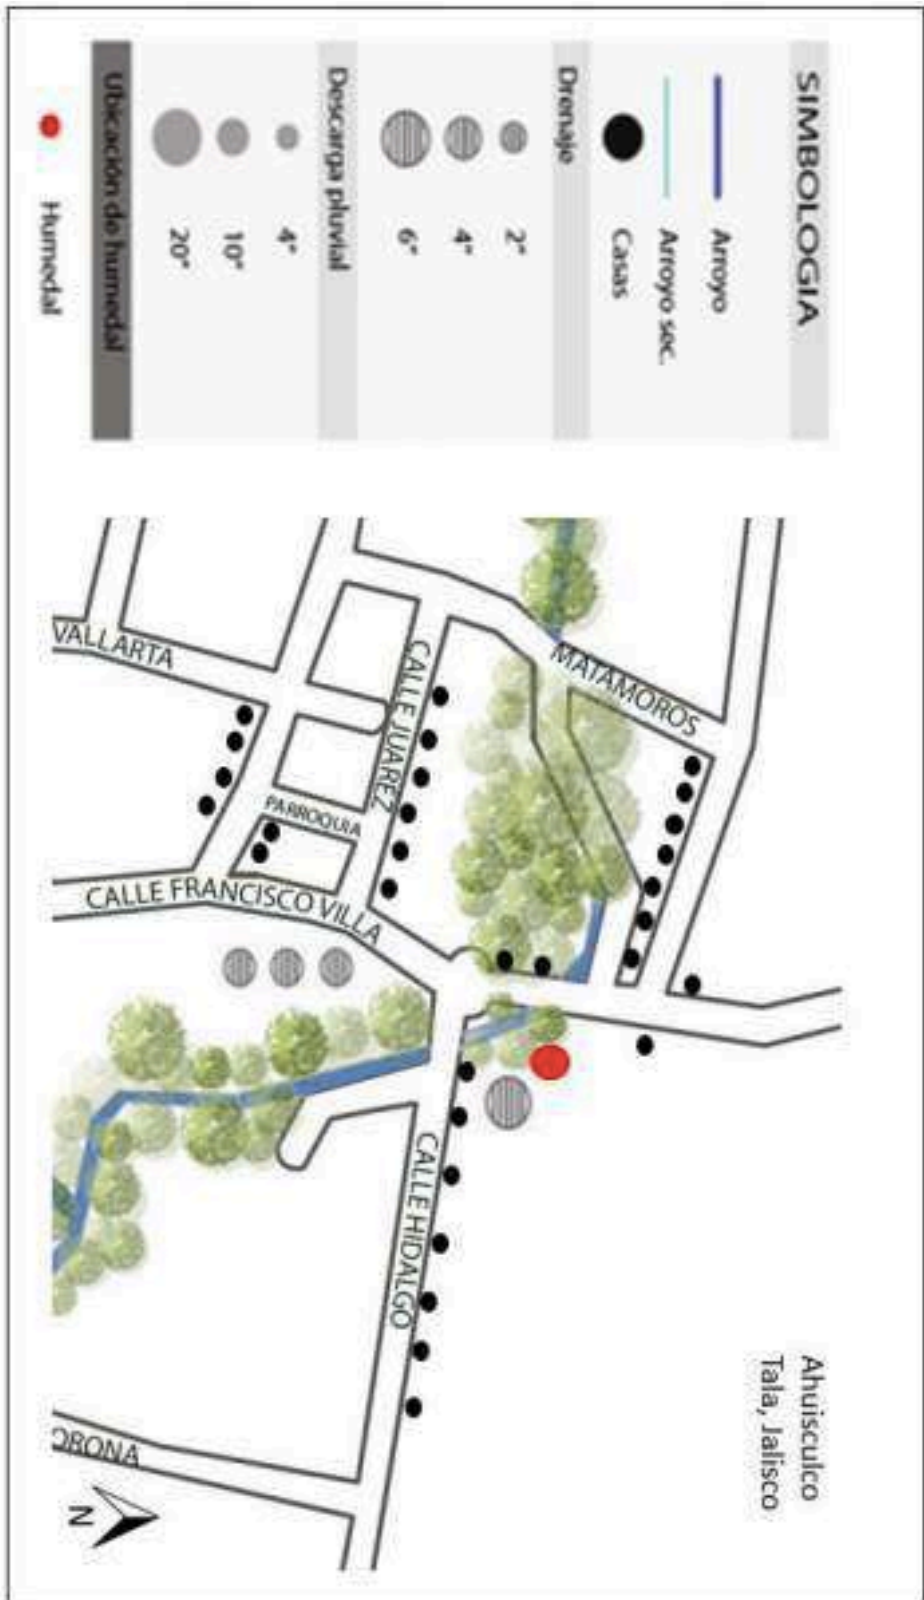 SIMBOLOGIA
Arroyo
Arroyo sec.
Casas
Drenaje
2"
4"
6"
Descarga pluvial
4"
10"
20"
Ubicación de humedal
Humedal
Ahuisculco
Tala, Jalisco
MATAMOROS
CALLE JUAREZ
VALLARTA
PARROQUIA
CALLE FRANCISCO VILLA
CALLE HIDALGO
ORONA
N